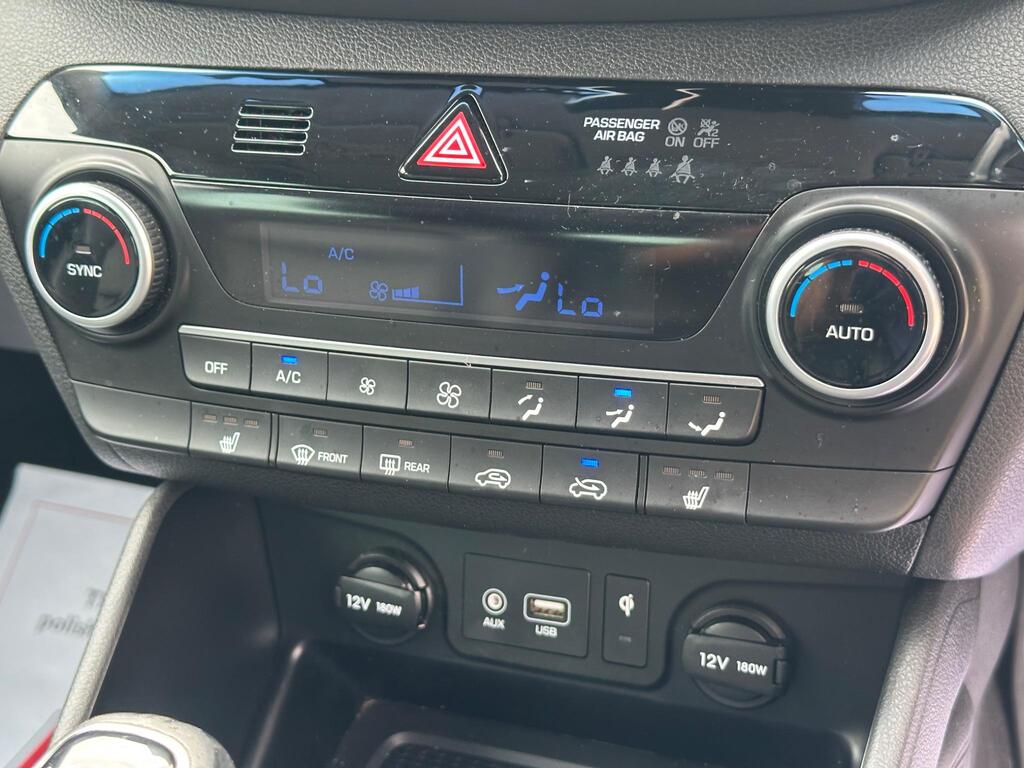 PASSENGER
AIR BAG
ON OFF
A/C
Lo
Lo
SYNC
AUTO
OFF
A/C
FRONT
REAR
12V 180W
AUX
USB
12V 180W